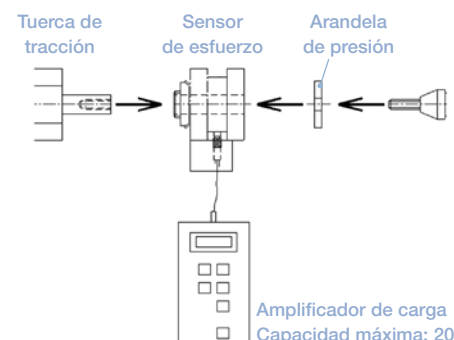 Tuerca de
tracción
Sensor
de esfuerzo
Arandela
de presión
Amplificador de carga
Capacidad máxima: 20